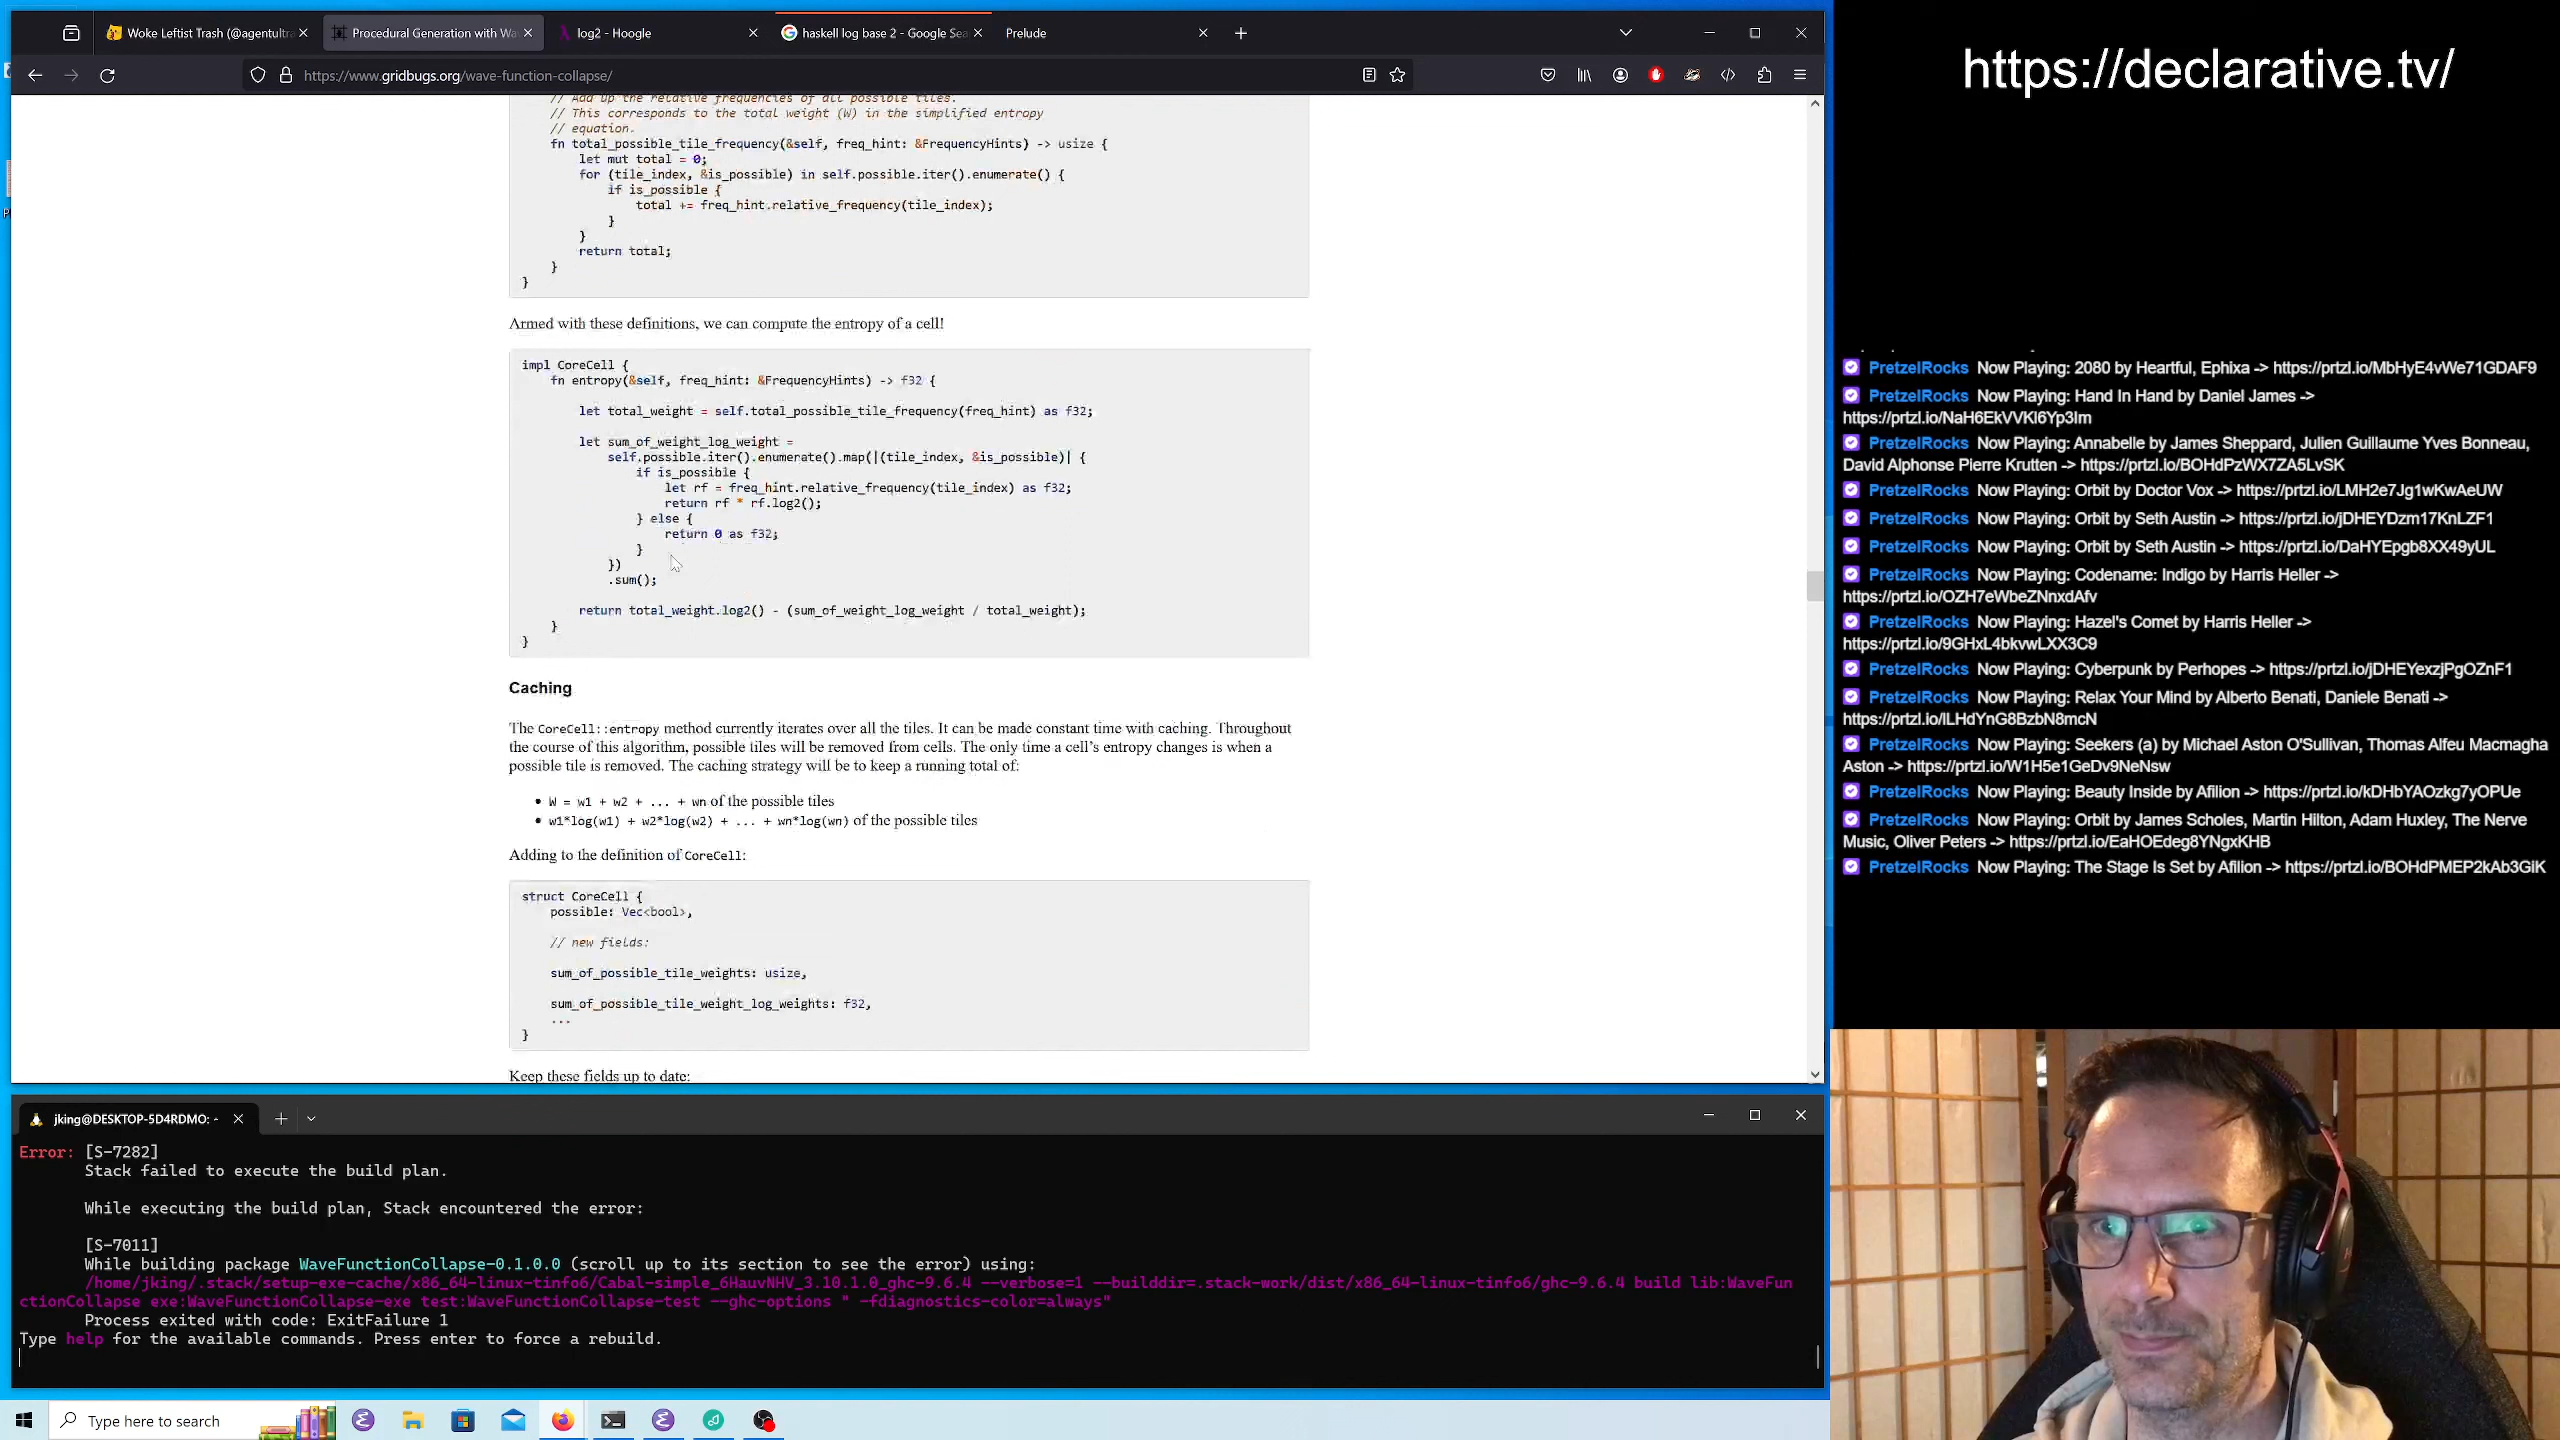 Woke Leftist Trash (@agentultra
Procedural Generation with Wav
log2 - Hoogle
haskell log base 2 - Google Sea
Prelude
https://www.gridbugs.org/wave-function-collapse/
// Add up the relative frequencies of all possible tiles.
// This corresponds to the total weight (W) in the simplified entropy
// equation.
fn total_possible_tile_frequency(&self, freq_hint: &FrequencyHints) -> usize {
let mut total = 0;
for (tile_index, &is_possible) in self.possible.iter().enumerate() {
if is_possible {
total += freq_hint.relative_frequency(tile_index);
}
}
return total;
}
}
Armed with these definitions, we can compute the entropy of a cell!
impl CoreCell {
fn entropy(&self, freq_hint: &FrequencyHints) -> f32 {
let total_weight = self.total_possible_tile_frequency(freq_hint) as f32;
let sum_of_weight_log_weight =
self.possible.iter().enumerate().map(|(tile_index, &is_possible)| {
if is_possible {
let rf = freq_hint.relative_frequency(tile_index) as f32;
return rf * rf.log2();
} else {
return 0 as f32;
}
})
.sum();
return total_weight.log2() - (sum_of_weight_log_weight / total_weight);
}
}
Caching
The CoreCell::entropy method currently iterates over all the tiles. It can be made constant time with caching. Throughout
the course of this algorithm, possible tiles will be removed from cells. The only time a cell's entropy changes is when a
possible tile is removed. The caching strategy will be to keep a running total of:
• W = w1 + w2 + ... + wn of the possible tiles
• w1*log(w1) + w2*log(w2) + ... + wn*log(wn) of the possible tiles
Adding to the definition of CoreCell:
struct CoreCell {
possible: Vec<bool>,
// new fields:
sum_of_possible_tile_weights: usize,
sum_of_possible_tile_weight_log_weights: f32,
...
}
Keep these fields up to date:
jking@DESKTOP-5D4RDMO: ~
Error: [S-7282]
Stack failed to execute the build plan.
While executing the build plan, Stack encountered the error:
[S-7011]
While building package WaveFunctionCollapse-0.1.0.0 (scroll up to its section to see the error) using:
/home/jking/.stack/setup-exe-cache/x86_64-linux-tinfo6/Cabal-simple_6HauvNHV_3.10.1.0_ghc-9.6.4 --verbose=1 --builddir=.stack-work/dist/x86_64-linux-tinfo6/ghc-9.6.4 build lib:WaveFun
ctionCollapse exe:WaveFunctionCollapse-exe test:WaveFunctionCollapse-test --ghc-options " -fdiagnostics-color=always"
Process exited with code: ExitFailure 1
Type help for the available commands. Press enter to force a rebuild.
Type here to search
https://declarative.tv/
PretzelRocks Now Playing: 2080 by Heartful, Ephixa -> https://prtzl.io/MbHyE4vWe71GDAF9
PretzelRocks Now Playing: Hand In Hand by Daniel James ->
https://prtzl.io/NaH6EkVVKl6Yp3Im
PretzelRocks Now Playing: Annabelle by James Sheppard, Julien Guillaume Yves Bonneau,
David Alphonse Pierre Krutten -> https://prtzl.io/BOHdPzWX7ZA5LvSK
PretzelRocks Now Playing: Orbit by Doctor Vox -> https://prtzl.io/LMH2e7Jg1wKwAeUW
PretzelRocks Now Playing: Orbit by Seth Austin -> https://prtzl.io/jDHEYDzm17KnLZF1
PretzelRocks Now Playing: Orbit by Seth Austin -> https://prtzl.io/DaHYEpgb8XX49yUL
PretzelRocks Now Playing: Codename: Indigo by Harris Heller ->
https://prtzl.io/OZH7eWbeZNnxdAfv
PretzelRocks Now Playing: Hazel's Comet by Harris Heller ->
https://prtzl.io/9GHxL4bkvwLXX3C9
PretzelRocks Now Playing: Cyberpunk by Perhopes -> https://prtzl.io/jDHEYexzjPgOZnF1
PretzelRocks Now Playing: Relax Your Mind by Alberto Benati, Daniele Benati ->
https://prtzl.io/lLHdYnG8BzbN8mcN
PretzelRocks Now Playing: Seekers (a) by Michael Aston O'Sullivan, Thomas Alfeu Macmagha
Aston -> https://prtzl.io/W1H5e1GeDv9NeNsw
PretzelRocks Now Playing: Beauty Inside by Afilion -> https://prtzl.io/kDHbYAOzkg7yOPUe
PretzelRocks Now Playing: Orbit by James Scholes, Martin Hilton, Adam Huxley, The Nerve
Music, Oliver Peters -> https://prtzl.io/EaHOEdeg8YNgxKHB
PretzelRocks Now Playing: The Stage Is Set by Afilion -> https://prtzl.io/BOHdPMEP2kAb3GiK